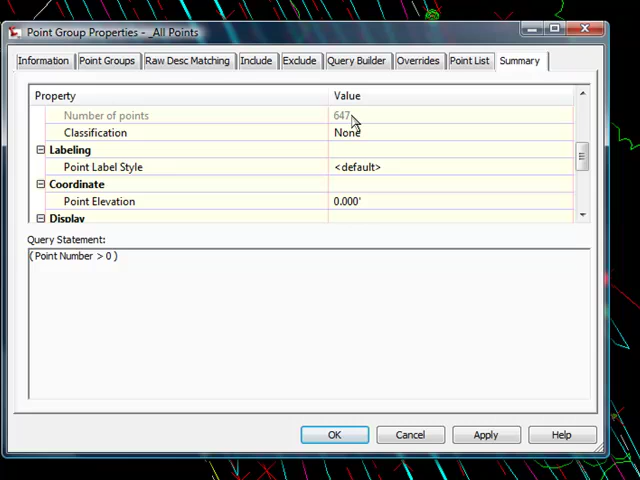 Point Group Properties - _All Points
Information Point Groups Raw Desc Matching Include Exclude Query Builder Overrides Point List Summary
Property Value
Number of points 647
Classification None
Labeling
Point Label Style <default>
Coordinate
Point Elevation 0.000'
Display
Query Statement:
( Point Number > 0 )
OK Cancel Apply Help